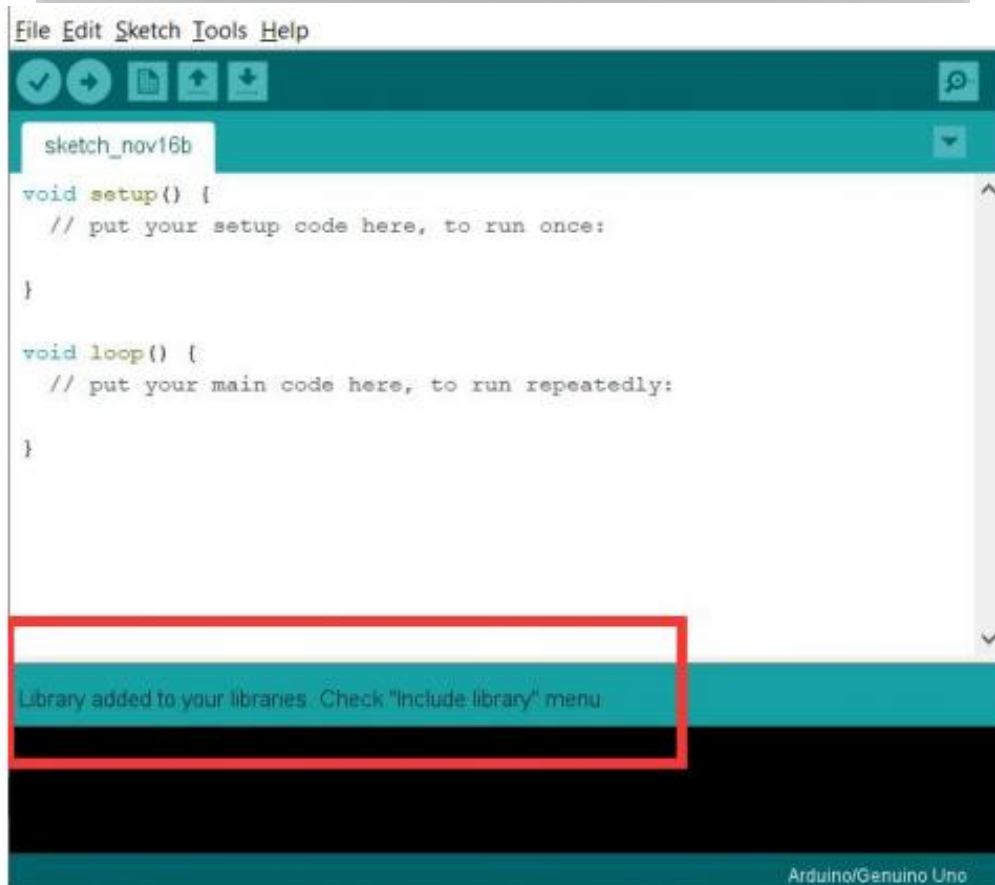 File Edit Sketch Tools Help
sketch_nov16b
void setup() {
  // put your setup code here, to run once:
}
void loop() {
  // put your main code here, to run repeatedly:
}
Library added to your libraries. Check "Include library" menu
Arduino/Genuino Uno